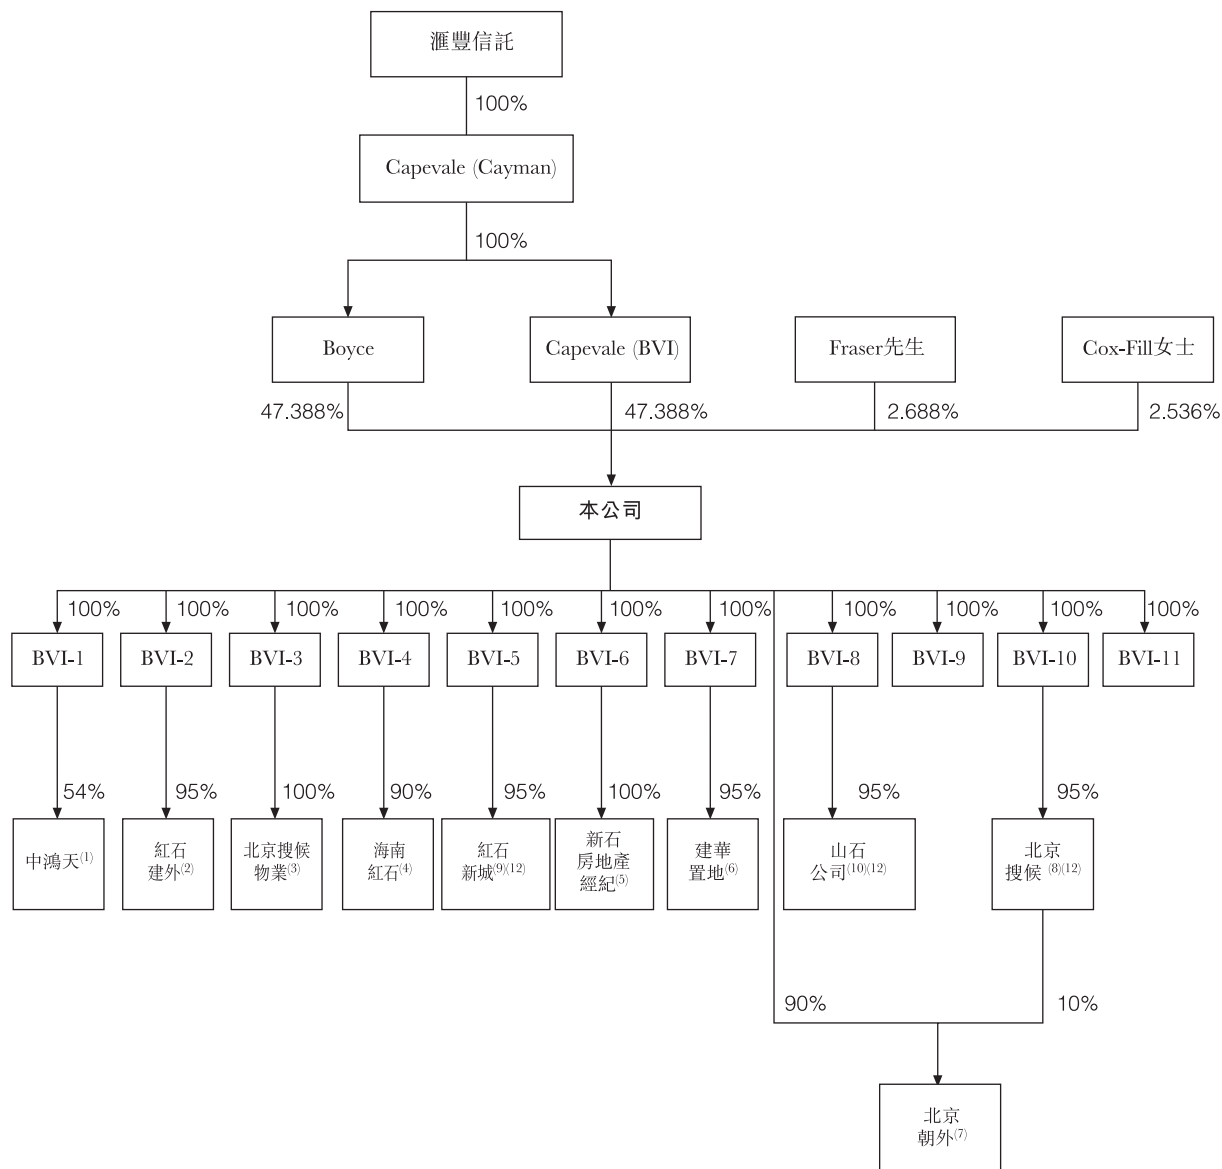 滙豐信託
100%
Capevale (Cayman)
100%
Boyce
Capevale (BVI)
Fraser先生
Cox-Fill女士
47.388%
47.388%
2.688%
2.536%
本公司
100%
100%
100%
100%
100%
100%
100%
100%
100%
100%
100%
BVI-1
BVI-2
BVI-3
BVI-4
BVI-5
BVI-6
BVI-7
BVI-8
BVI-9
BVI-10
BVI-11
54%
95%
100%
90%
95%
100%
95%
95%
95%
中鴻天(1)
紅石
建外(2)
北京搜候
物業(3)
海南
紅石(4)
紅石
新城(9)(12)
新石
房地產
經紀(5)
建華
置地(6)
山石
公司(10)(12)
北京
搜候 (8)(12)
90%
10%
北京
朝外(7)